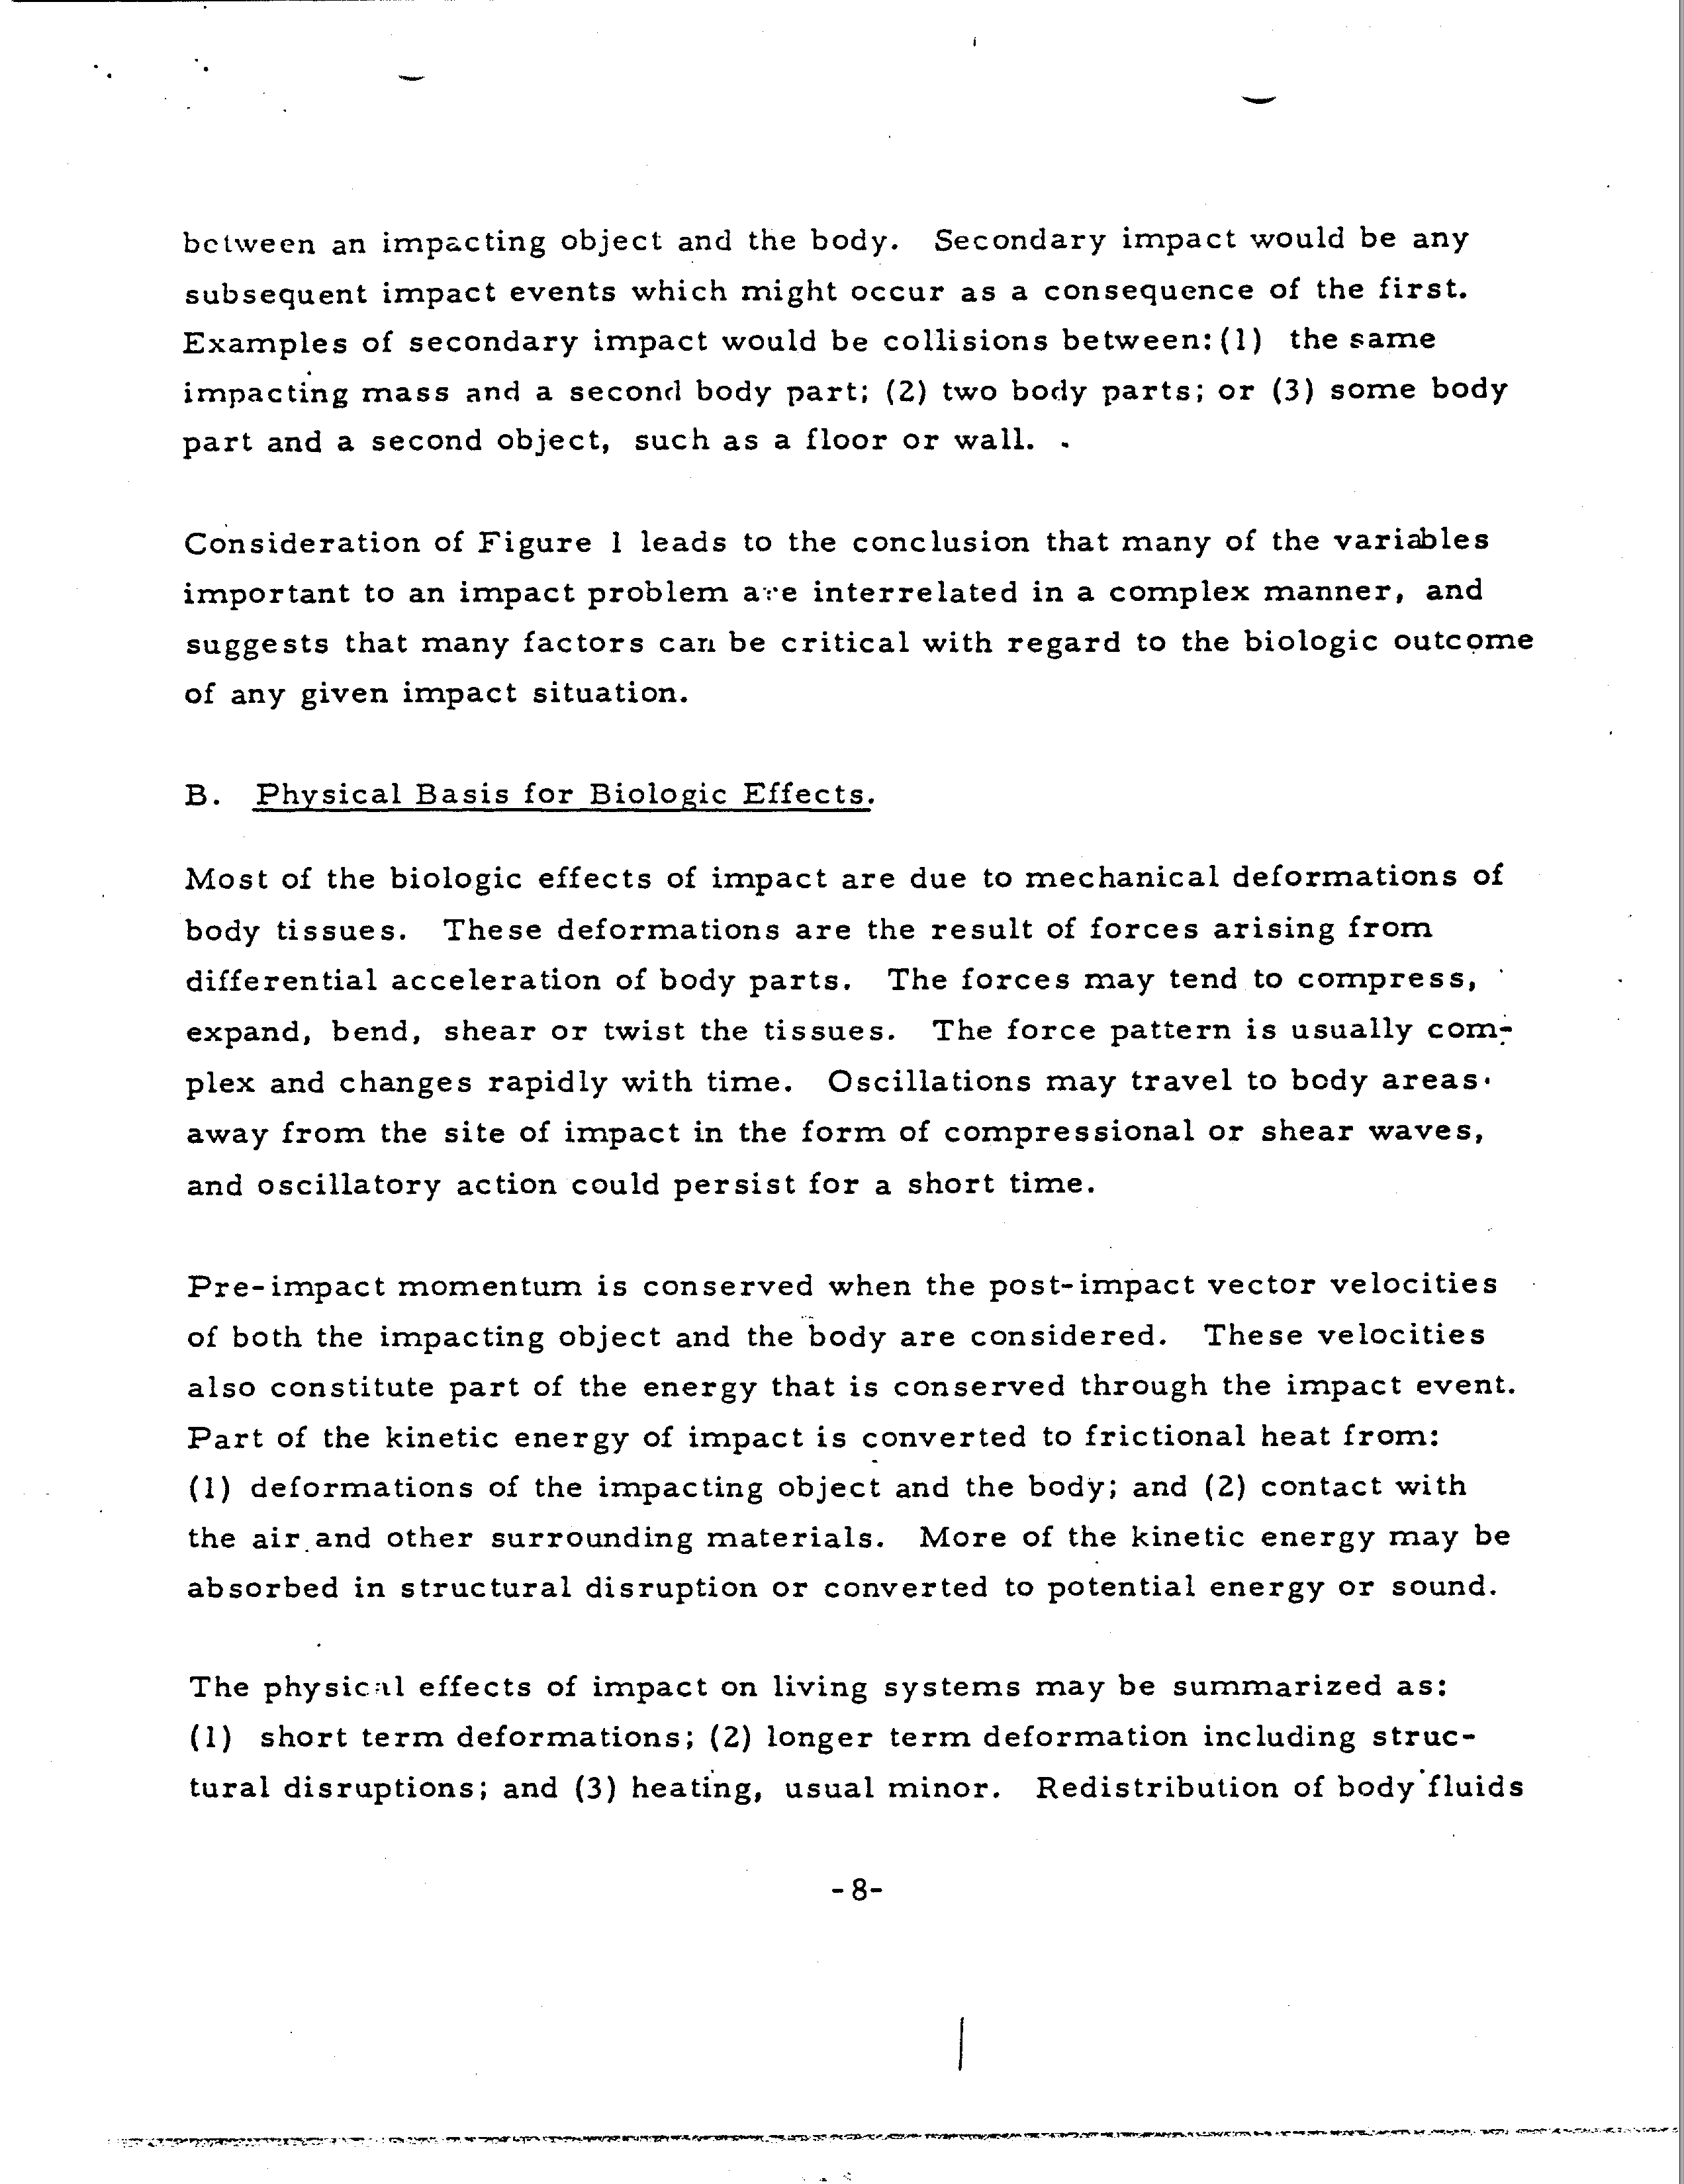 between an impacting object and the body. Secondary impact would be any
subsequent impact events which might occur as a consequence of the first.
Examples of secondary impact would be collisions between: (1) the same
impacting mass and a second body part; (2) two body parts; or (3) some body
part and a second object, such as a floor or wall.
Consideration of Figure 1 leads to the conclusion that many of the variables
important to an impact problem are interrelated in a complex manner, and
suggests that many factors can be critical with regard to the biologic outcome
of any given impact situation.
B. Physical Basis for Biologic Effects.
Most of the biologic effects of impact are due to mechanical deformations of
body tissues. These deformations are the result of forces arising from
differential acceleration of body parts. The forces may tend to compress,
expand, bend, shear or twist the tissues. The force pattern is usually com-
plex and changes rapidly with time. Oscillations may travel to body areas
away from the site of impact in the form of compressional or shear waves,
and oscillatory action could persist for a short time.
Pre-impact momentum is conserved when the post-impact vector velocities
of both the impacting object and the body are considered. These velocities
also constitute part of the energy that is conserved through the impact event.
Part of the kinetic energy of impact is converted to frictional heat from:
(1) deformations of the impacting object and the body; and (2) contact with
the air and other surrounding materials. More of the kinetic energy may be
absorbed in structural disruption or converted to potential energy or sound.
The physical effects of impact on living systems may be summarized as:
(1) short term deformations; (2) longer term deformation including struc-
tural disruptions; and (3) heating, usual minor. Redistribution of body fluids
-8-